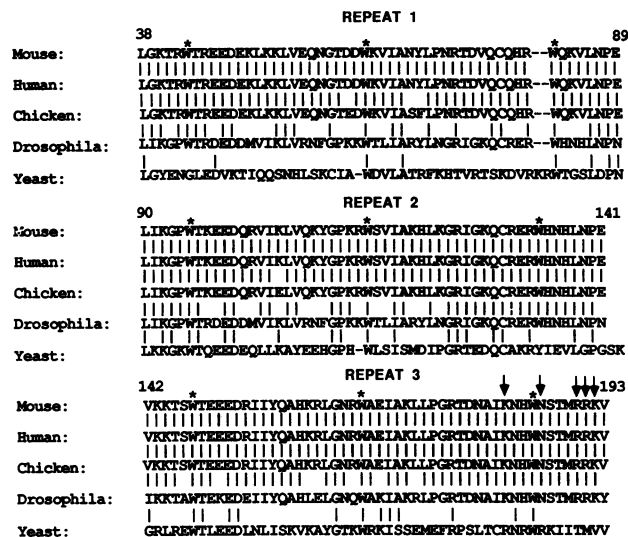 REPEAT 1
38 * * * 89
Mouse: LGKTRWTREEDEKLKKLVEQNGTDDWKVIANYLPNRTDVQCQHR--WQKVLNPE
Human: LGKTRWTREEDEKLKKLVEQNGTDDWKVIANYLPNRTDVQCQHR--WQKVLNPE
Chicken: LGKTRWTREEDEKLKKLVEQNGTEDWKVIASFLPNRTDVQCQHR--WQKVLNPE
Drosophila: LIKGPWTRDEDDMVIKLVRNFGPKKWTLIARYLNGRIGKQCRER--WHNHLNPN
Yeast: LGYENGLEDVKTIQQSNHLSKCIA-WDVLATRFKHTVRTSKDVRKRWTGSLDPN
REPEAT 2
90 * * * 141
Mouse: LIKGPWTKEEDQRVIKLVQKYGPKRWSVIAKHLKGRIGKQCRERWHNHLNPE
Human: LIKGPWTKEEDQRVIKLVQKYGPKRWSVIAKHLKGRIGKQCRERWHNHLNPE
Chicken: LIKGPWTKEEDQRVIELVQKYGPKRWSVIAKHLKGRIGKQCRERWHNHLNPE
Drosophila: LIKGPWTRDEDDMVIKLVRNFGPKKWTLIARYLNGRIGKQCRERWHNHLNPN
Yeast: LKKGKWTQEEDEQLLKAYEEHGPH-WLSISMDIPGRTEDQCAKRYIEVLGPGSK
REPEAT 3
142 * * * 193
Mouse: VKKTSWTEEEDRIIYQAHKRLGNRWAEIAKLLPGRTDNAIKNHWNSTMRRKV
Human: VKKTSWTEEEDRIIYQAHKRLGNRWAEIAKLLPGRTDNAIKNHWNSTMRRKV
Chicken: VKKTSWTEEEDRIIYQAHKRLGNRWAEIAKLLPGRTDNAIKNHWNSTMRRKV
Drosophila: IKKTAWTEKEDEIIYQAHLELGNQWAKIAKRLPGRTDNAIKNHWNSTMRRKY
Yeast: GRLREWTLEEDLNLISKVKAYGTKWRKISSEMEFRPSLTCRNRWRKIITMVV